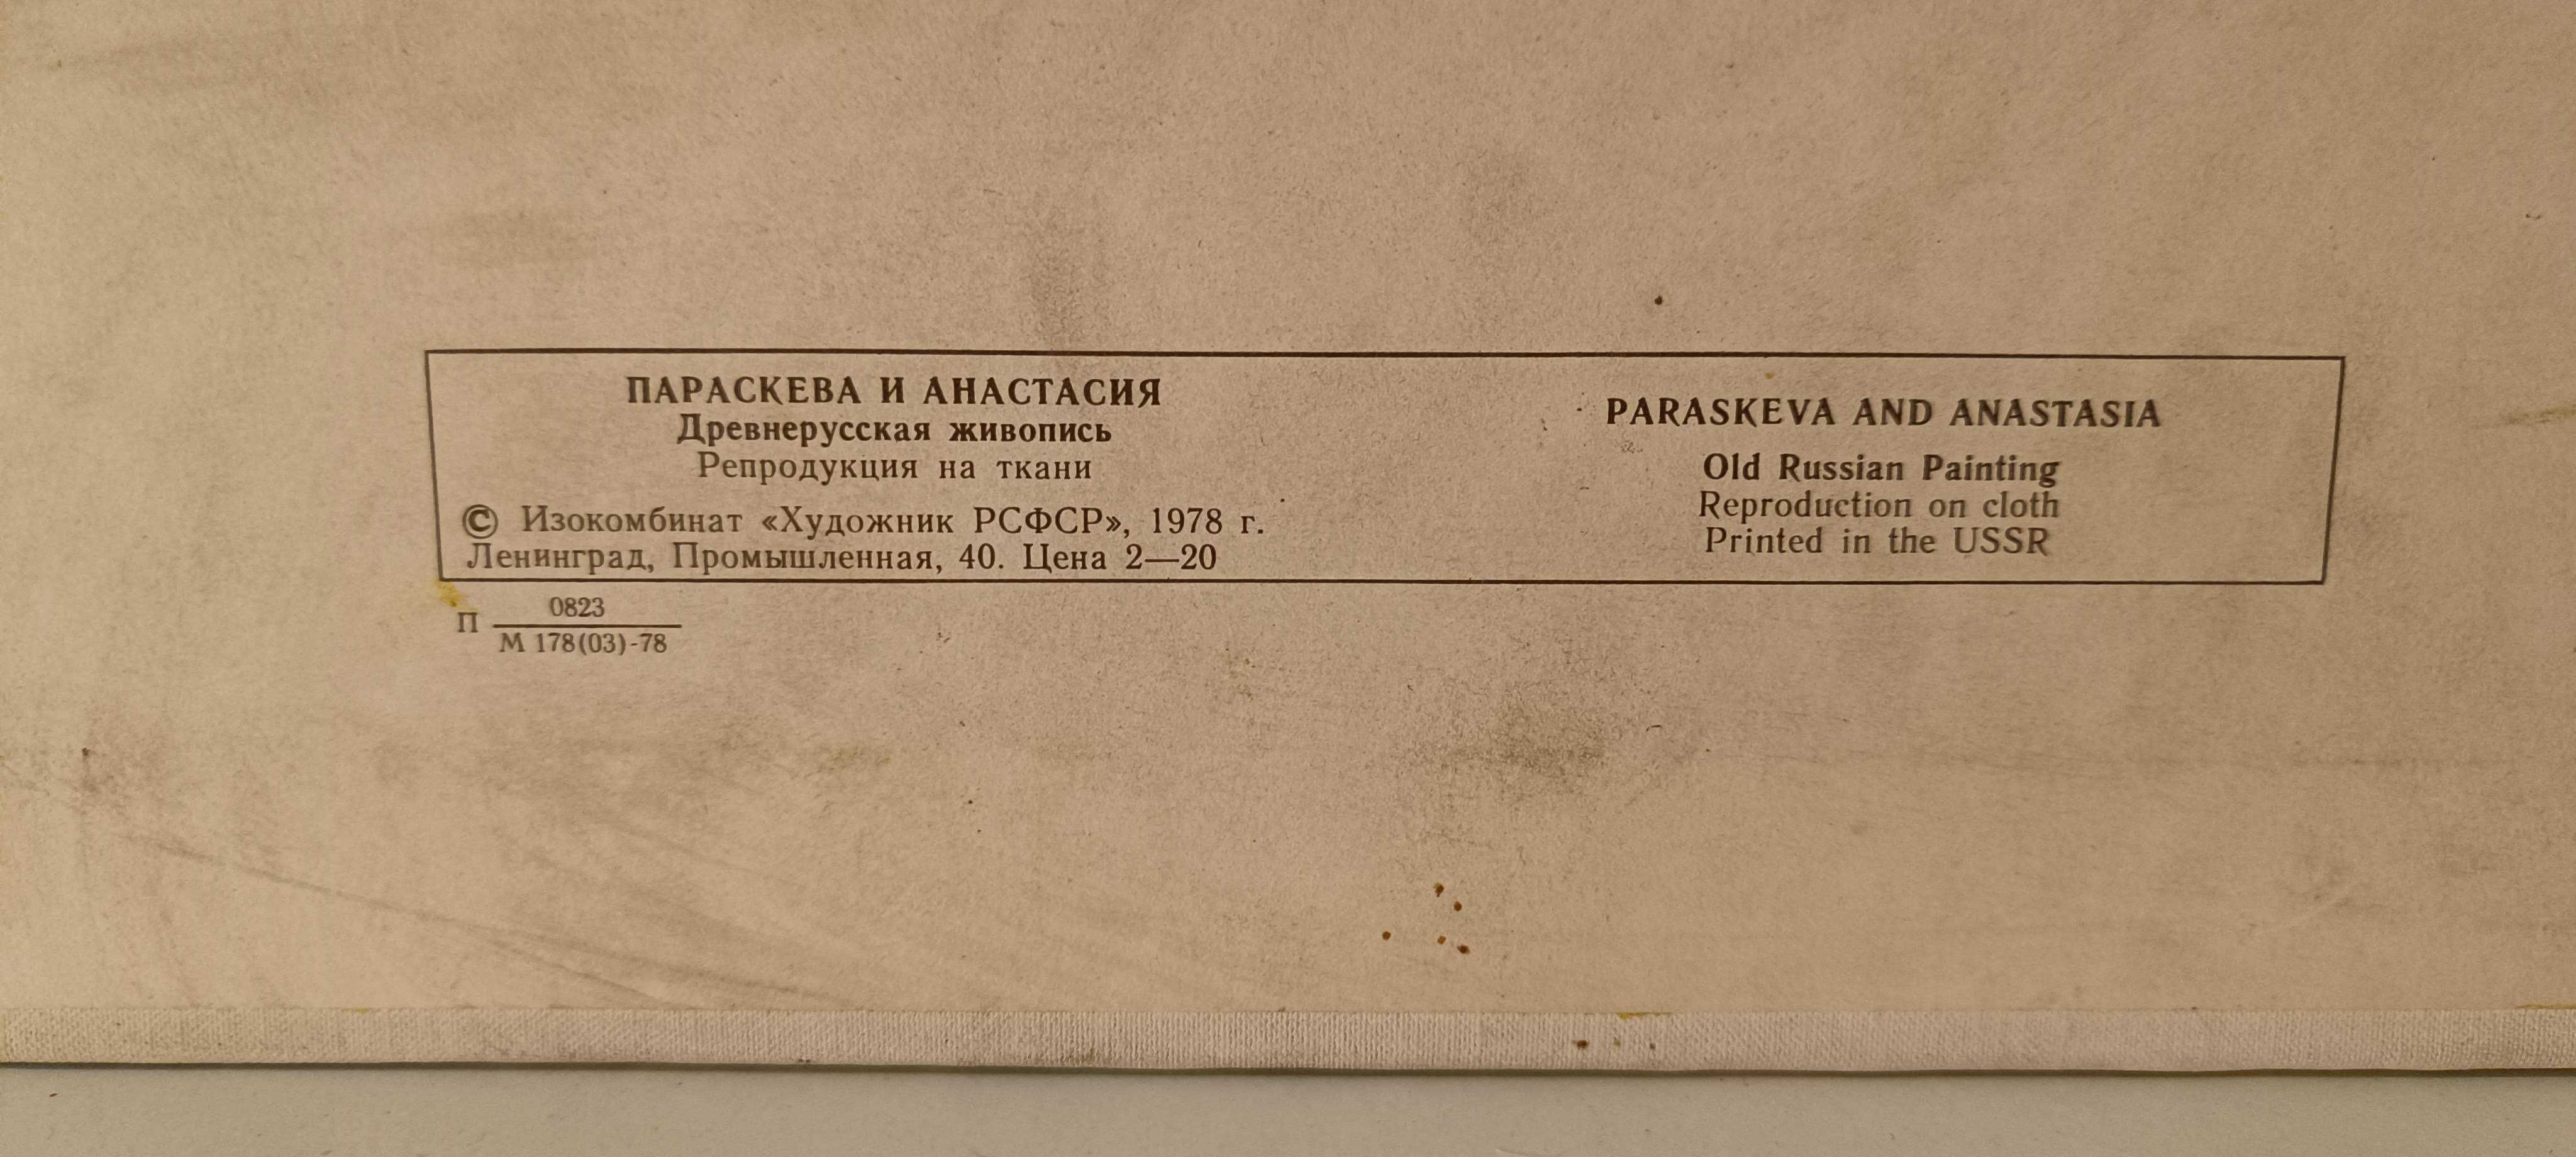 ПАРАСКЕВА И АНАСТАСИЯ
Древнерусская живопись
Репродукция на ткани
© Изокомбинат «Художник РСФСР», 1978 г.
Ленинград, Промышленная, 40. Цена 2—20
PARASKEVA AND ANASTASIA
Old Russian Painting
Reproduction on cloth
Printed in the USSR
П 0823
М 178(03)-78